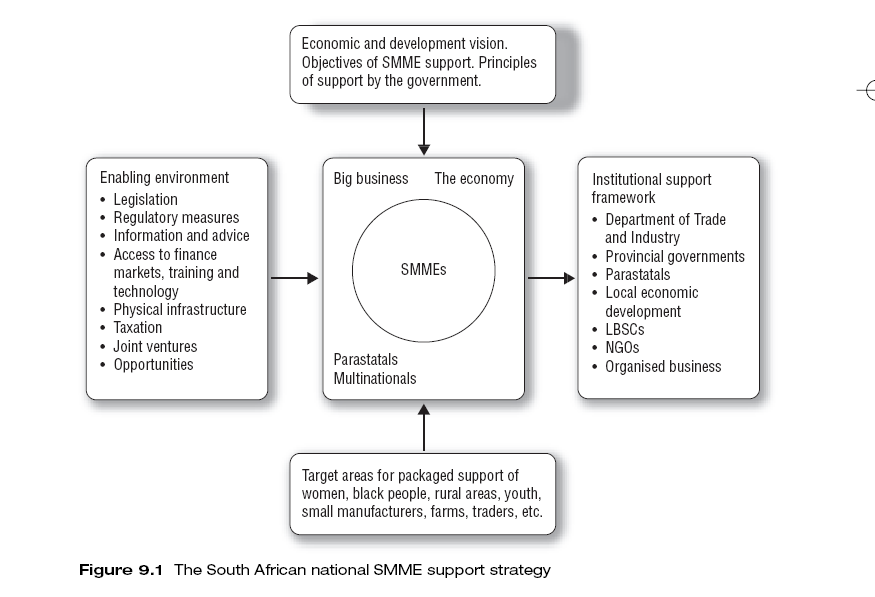 Economic and development vision.
Objectives of SMME support. Principles
of support by the government.
Enabling environment
• Legislation
• Regulatory measures
• Information and advice
• Access to finance
markets, training and
technology
• Physical infrastructure
• Taxation
• Joint ventures
• Opportunities
Big business The economy
SMMEs
Parastatals
Multinationals
Institutional support
framework
• Department of Trade
and Industry
• Provincial governments
• Parastatals
• Local economic
development
• LBSCs
• NGOs
• Organised business
Target areas for packaged support of
women, black people, rural areas, youth,
small manufacturers, farms, traders, etc.
Figure 9.1 The South African national SMME support strategy